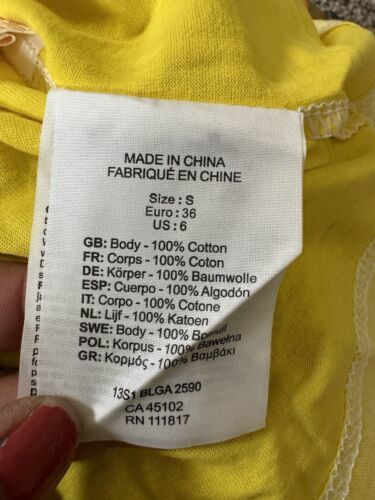 MADE IN CHINA
FABRIQUÉ EN CHINE
Size : S
Euro : 36
US : 6
GB: Body - 100% Cotton
FR: Corps - 100% Coton
DE: Körper - 100% Baumwolle
ESP: Cuerpo - 100% Algodón
IT: Corpo - 100% Cotone
NL: Lijf - 100% Katoen
SWE: Body - 100% Bomull
POL: Korpus - 100% Bawełna
GR: Κορμός - 100% Βαμβάκι
13S1 BLGA 2590
CA 45102
RN 111817